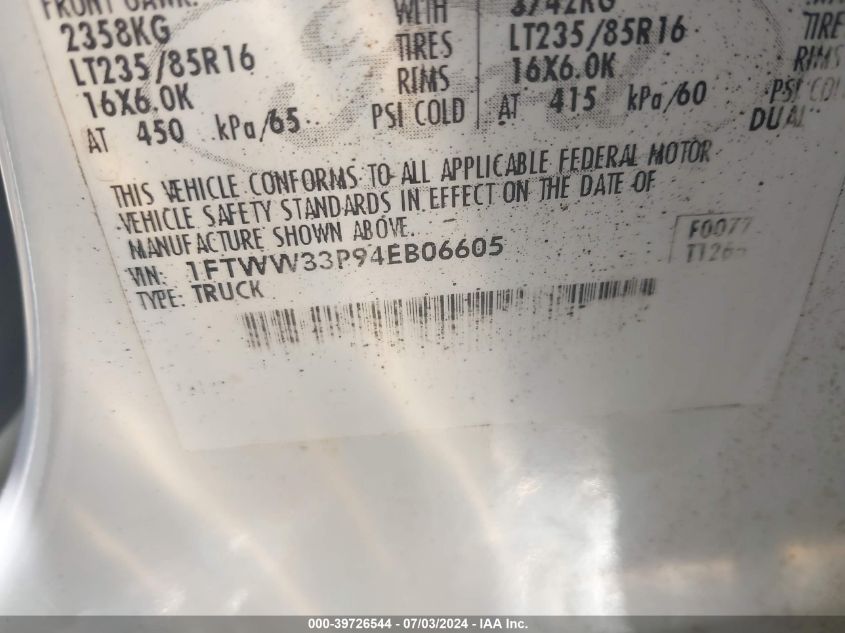 FRONT GAWR:
2358KG
LT235/85R16
16X6.0K
AT 450 kPa/65
WITH
TIRES
RIMS
PSI COLD
3742KG
LT235/85R16
16X6.0K
AT 415 kPa/60
TIRE
RIMS
PSI COL
DUAL
THIS VEHICLE CONFORMS TO ALL APPLICABLE FEDERAL MOTOR
VEHICLE SAFETY STANDARDS IN EFFECT ON THE DATE OF
MANUFACTURE SHOWN ABOVE.
VIN: 1FTWW33P94EB06605
TYPE: TRUCK
F0077
000-39726544 / 07/03/2024 - IAA Inc.